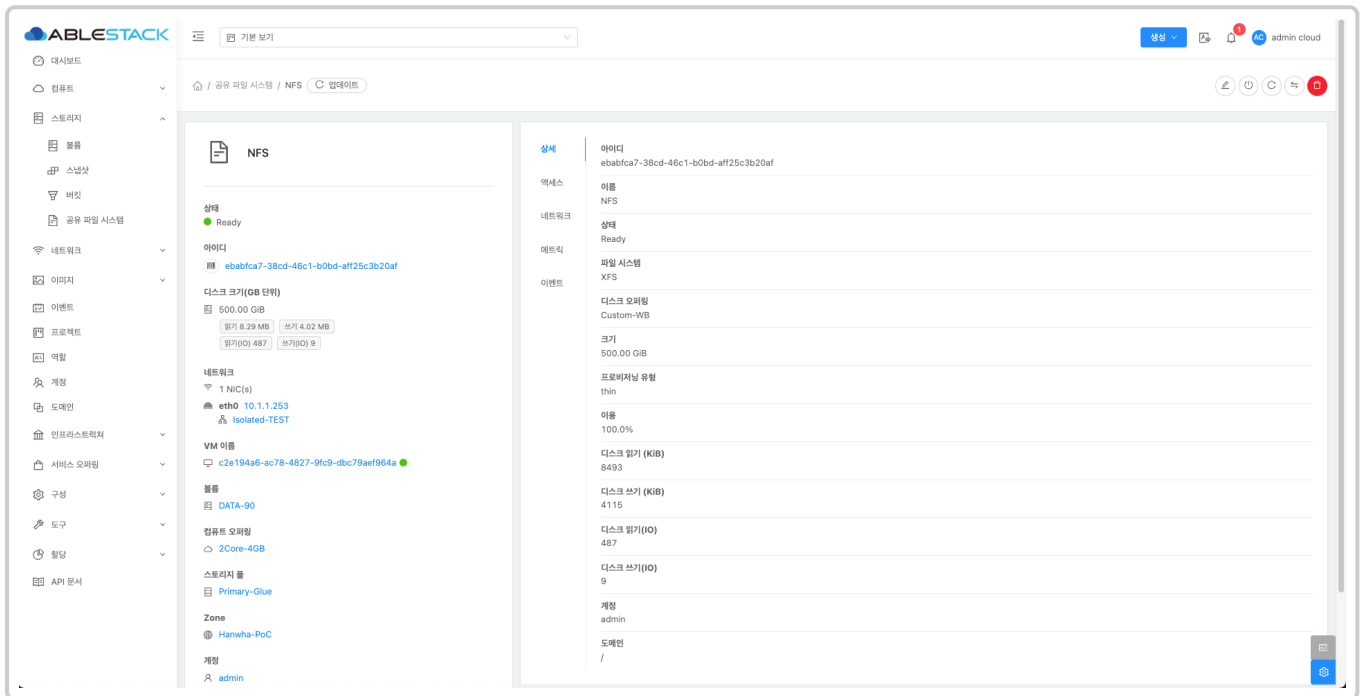 ABLESTACK
기본 보기
생성
1
AC
admin cloud
대시보드
컴퓨트
스토리지
볼륨
스냅샷
버킷
공유 파일 시스템
네트워크
이미지
이벤트
프로젝트
역할
계정
도메인
인프라스트럭쳐
서비스 오퍼링
구성
도구
할당
API 문서
/ 공유 파일 시스템 / NFS
업데이트
NFS
상태
Ready
아이디
ebabfca7-38cd-46c1-b0bd-aff25c3b20af
디스크 크기(GB 단위)
500.00 GiB
읽기 8.29 MB 쓰기 4.02 MB
읽기(IO) 487 쓰기(IO) 9
네트워크
1 NIC(s)
eth0 10.1.1.253
Isolated-TEST
VM 이름
c2e194a6-ac78-4827-9fc9-dbc79aef964a
볼륨
DATA-90
컴퓨트 오퍼링
2Core-4GB
스토리지 풀
Primary-Glue
Zone
Hanwha-PoC
계정
admin
상세
액세스
네트워크
메트릭
이벤트
아이디
ebabfca7-38cd-46c1-b0bd-aff25c3b20af
이름
NFS
상태
Ready
파일 시스템
XFS
디스크 오퍼링
Custom-WB
크기
500.00 GiB
프로비저닝 유형
thin
이용
100.0%
디스크 읽기 (KiB)
8493
디스크 쓰기 (KiB)
4115
디스크 읽기(IO)
487
디스크 쓰기(IO)
9
계정
admin
도메인
/